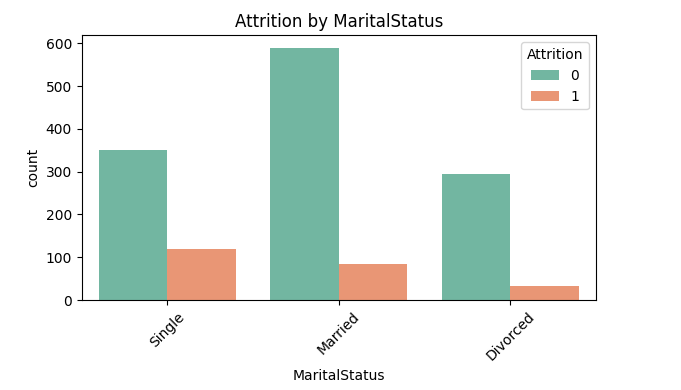 Attrition by MaritalStatus
Attrition
0
1
600
500
400
300
200
100
0
count
Single
Married
Divorced
MaritalStatus